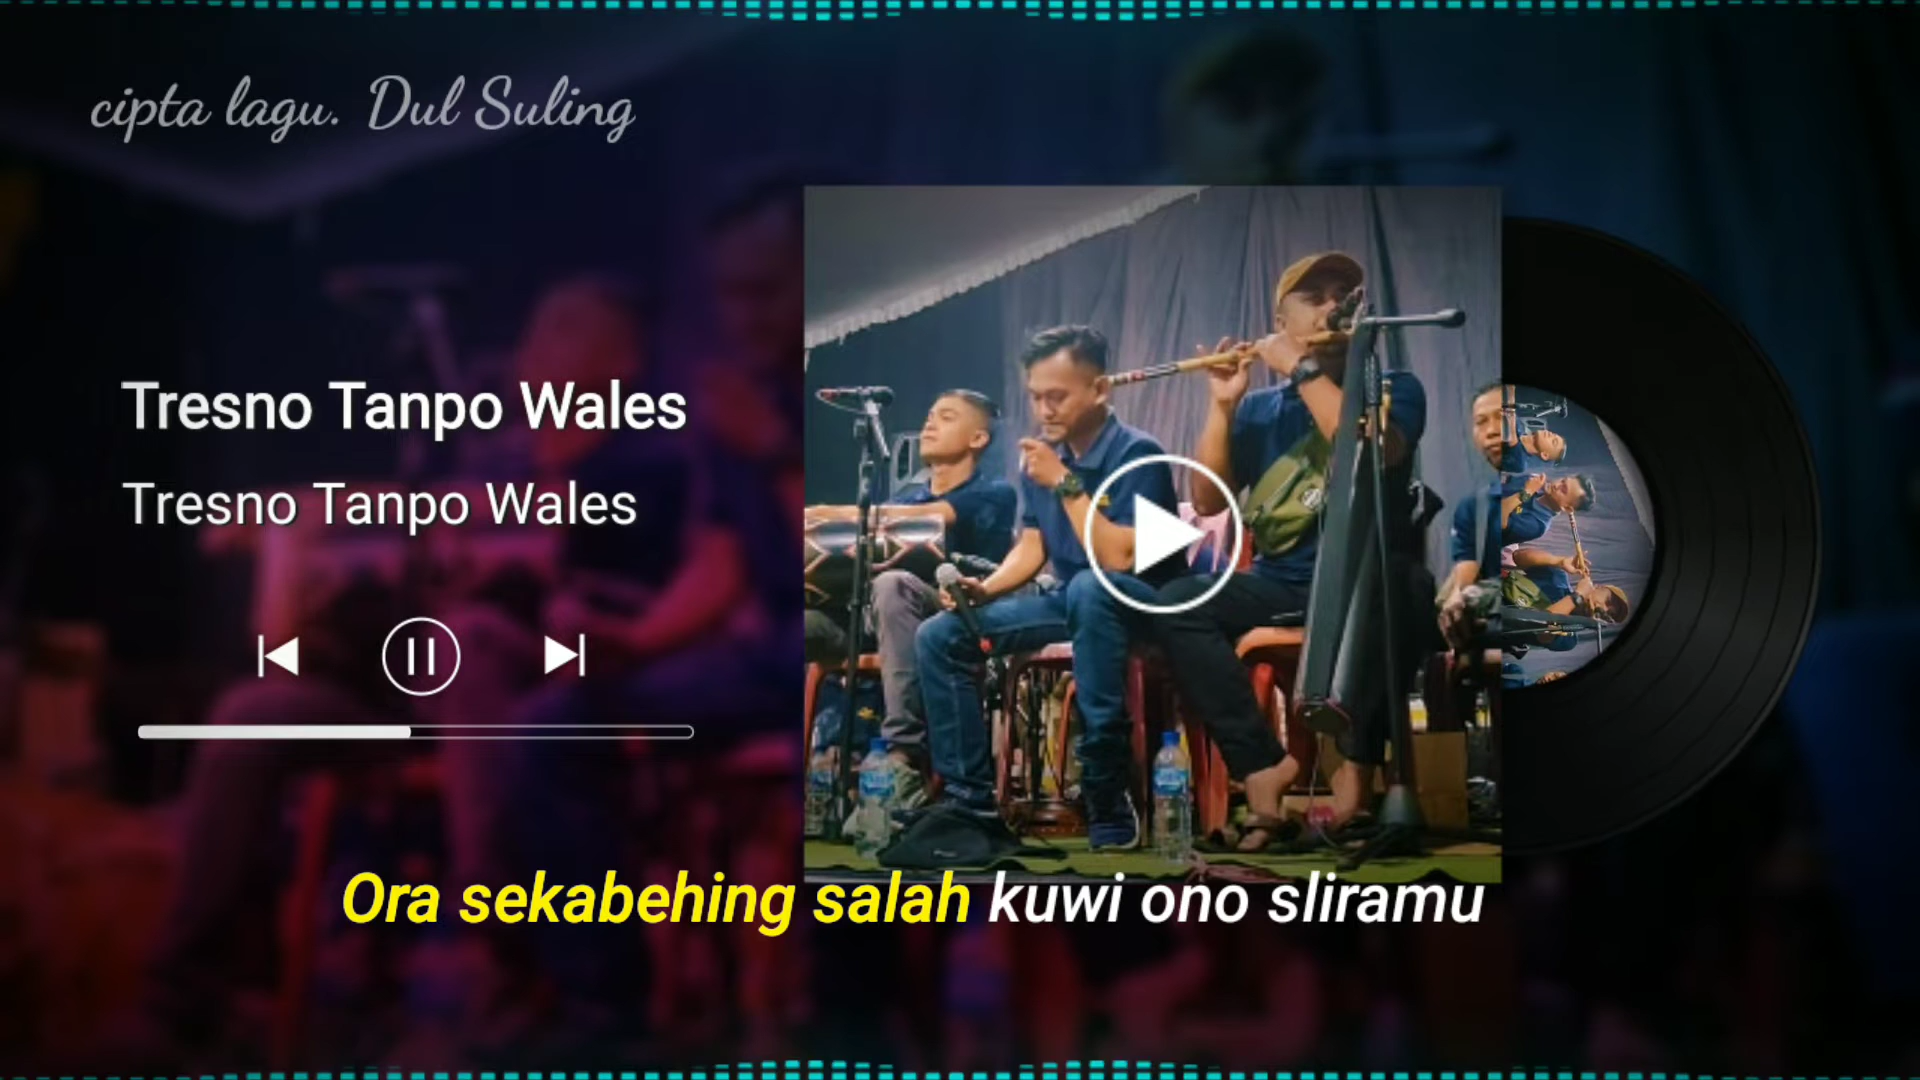 cipta lagu. Dul Suling
Tresno Tanpo Wales
Tresno Tanpo Wales
Ora sekabehing salah kuwi ono sliramu